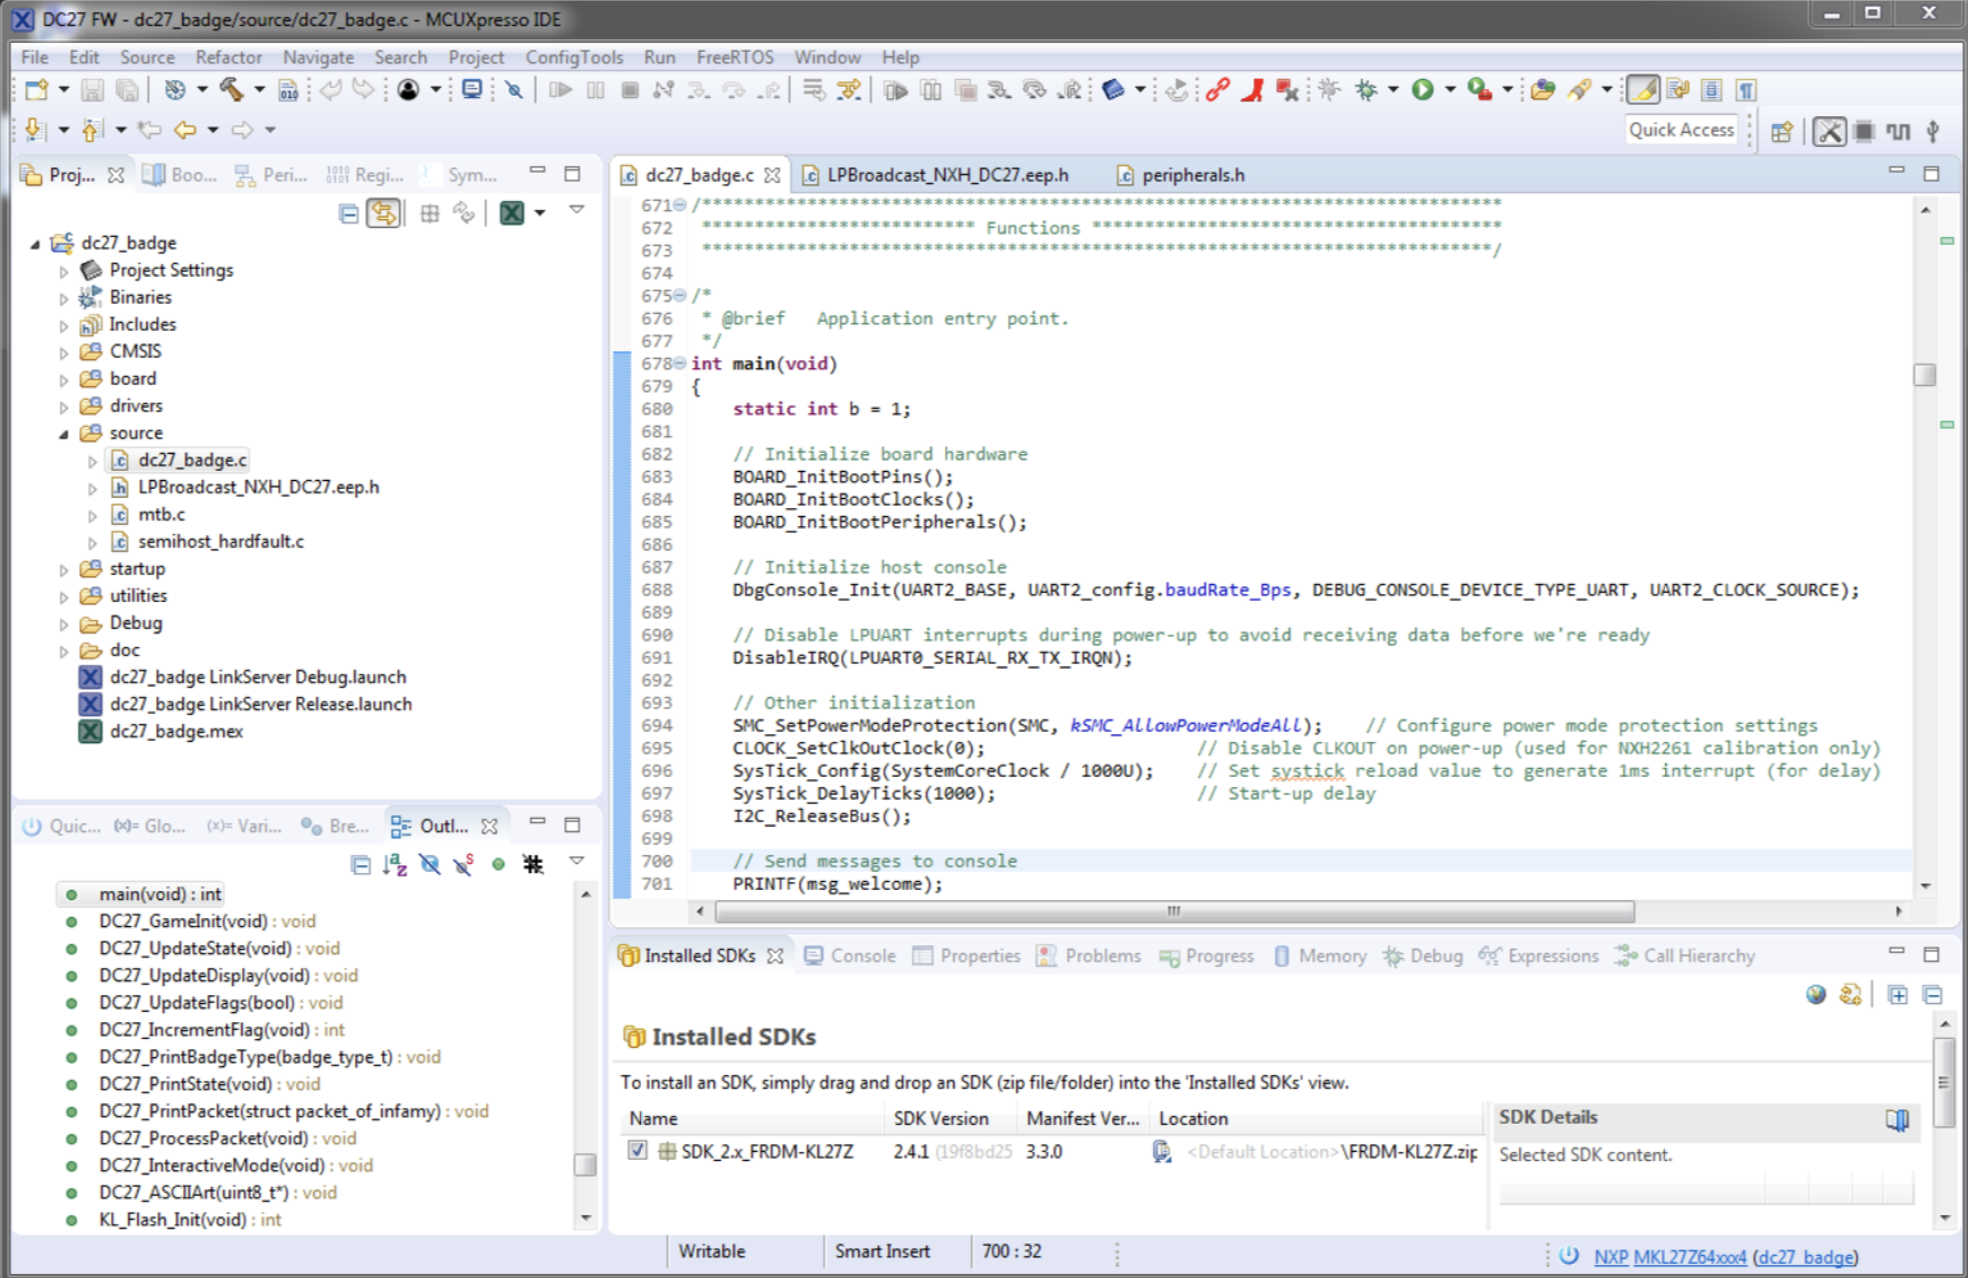 DC27 FW - dc27_badge/source/dc27_badge.c - MCUXpresso IDE
File Edit Source Refactor Navigate Search Project ConfigTools Run FreeRTOS Window Help
Quick Access
Proj... Boo... Peri... Regi... Sym...
dc27_badge
Project Settings
Binaries
Includes
CMSIS
board
drivers
source
dc27_badge.c
LPBroadcast_NXH_DC27.eep.h
mtb.c
semihost_hardfault.c
startup
utilities
Debug
doc
dc27_badge LinkServer Debug.launch
dc27_badge LinkServer Release.launch
dc27_badge.mex
Quic... (x)= Glo... (x)= Vari... Bre... Outl...
main(void) : int
DC27_GameInit(void) : void
DC27_UpdateState(void) : void
DC27_UpdateDisplay(void) : void
DC27_UpdateFlags(bool) : void
DC27_IncrementFlag(void) : int
DC27_PrintBadgeType(badge_type_t) : void
DC27_PrintState(void) : void
DC27_PrintPacket(struct packet_of_infamy) : void
DC27_ProcessPacket(void) : void
DC27_InteractiveMode(void) : void
DC27_ASCIIArt(uint8_t*) : void
KL_Flash_Init(void) : int
dc27_badge.c LPBroadcast_NXH_DC27.eep.h peripherals.h
671 /****************************************************************************
672 ************************** Functions ***************************************
673 ***************************************************************************/
674
675 /*
676 * @brief   Application entry point.
677 */
678 int main(void)
679 {
680     static int b = 1;
681
682     // Initialize board hardware
683     BOARD_InitBootPins();
684     BOARD_InitBootClocks();
685     BOARD_InitBootPeripherals();
686
687     // Initialize host console
688     DbgConsole_Init(UART2_BASE, UART2_config.baudRate_Bps, DEBUG_CONSOLE_DEVICE_TYPE_UART, UART2_CLOCK_SOURCE);
689
690     // Disable LPUART interrupts during power-up to avoid receiving data before we're ready
691     DisableIRQ(LPUART0_SERIAL_RX_TX_IRQN);
692
693     // Other initialization
694     SMC_SetPowerModeProtection(SMC, kSMC_AllowPowerModeAll);    // Configure power mode protection settings
695     CLOCK_SetClkOutClock(0);                    // Disable CLKOUT on power-up (used for NXH2261 calibration only)
696     SysTick_Config(SystemCoreClock / 1000U);    // Set systick reload value to generate 1ms interrupt (for delay)
697     SysTick_DelayTicks(1000);                   // Start-up delay
698     I2C_ReleaseBus();
699
700     // Send messages to console
701     PRINTF(msg_welcome);
Installed SDKs Console Properties Problems Progress Memory Debug Expressions Call Hierarchy
Installed SDKs
To install an SDK, simply drag and drop an SDK (zip file/folder) into the 'Installed SDKs' view.
Name SDK Version Manifest Ver... Location
SDK_2.x_FRDM-KL27Z 2.4.1 (19f8bd25 3.3.0 <Default Location>\FRDM-KL27Z.zip
SDK Details
Selected SDK content.
Writable Smart Insert 700 : 32
NXP MKL27Z64xxx4 (dc27_badge)